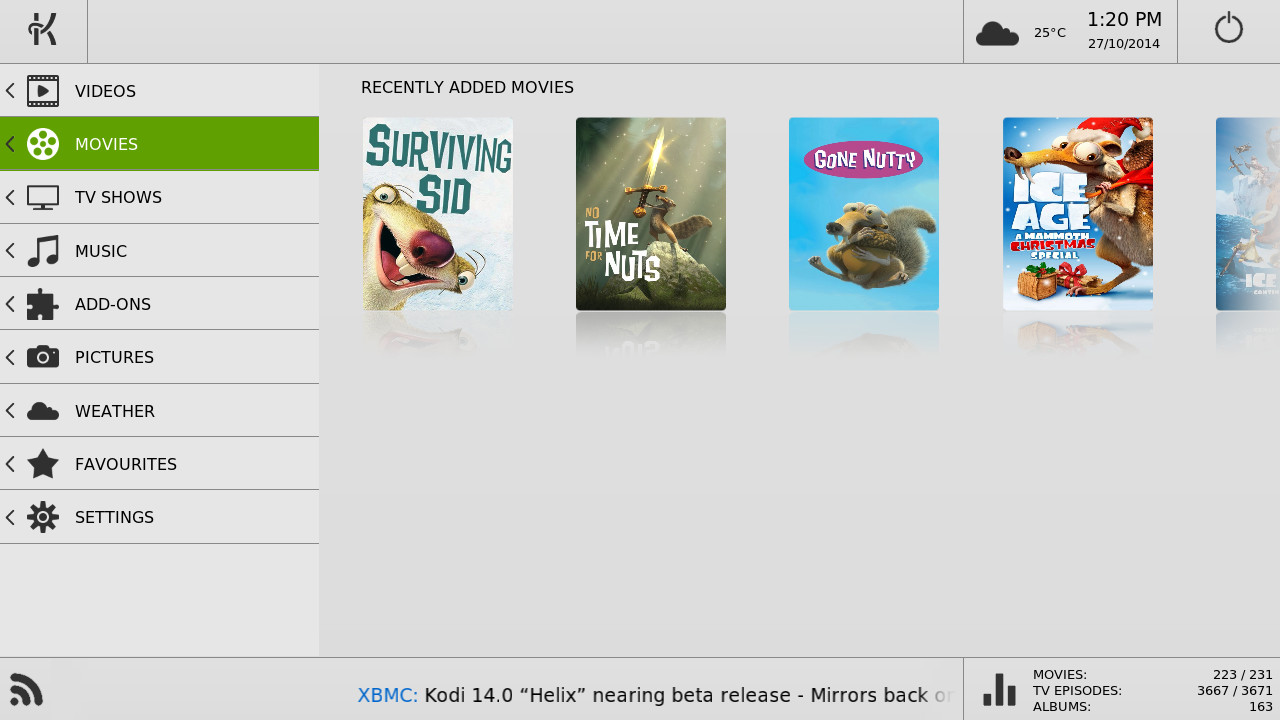 25°C
1:20 PM
27/10/2014
VIDEOS
MOVIES
TV SHOWS
MUSIC
ADD-ONS
PICTURES
WEATHER
FAVOURITES
SETTINGS
RECENTLY ADDED MOVIES
SURVIVING
SID
NO
TIME
FOR NUTS
GONE NUTTY
ICE
AGE
A MAMMOTH
CHRISTMAS
SPECIAL
ICE
XBMC: Kodi 14.0 “Helix” nearing beta release - Mirrors back on
MOVIES: 223 / 231
TV EPISODES: 3667 / 3671
ALBUMS: 163